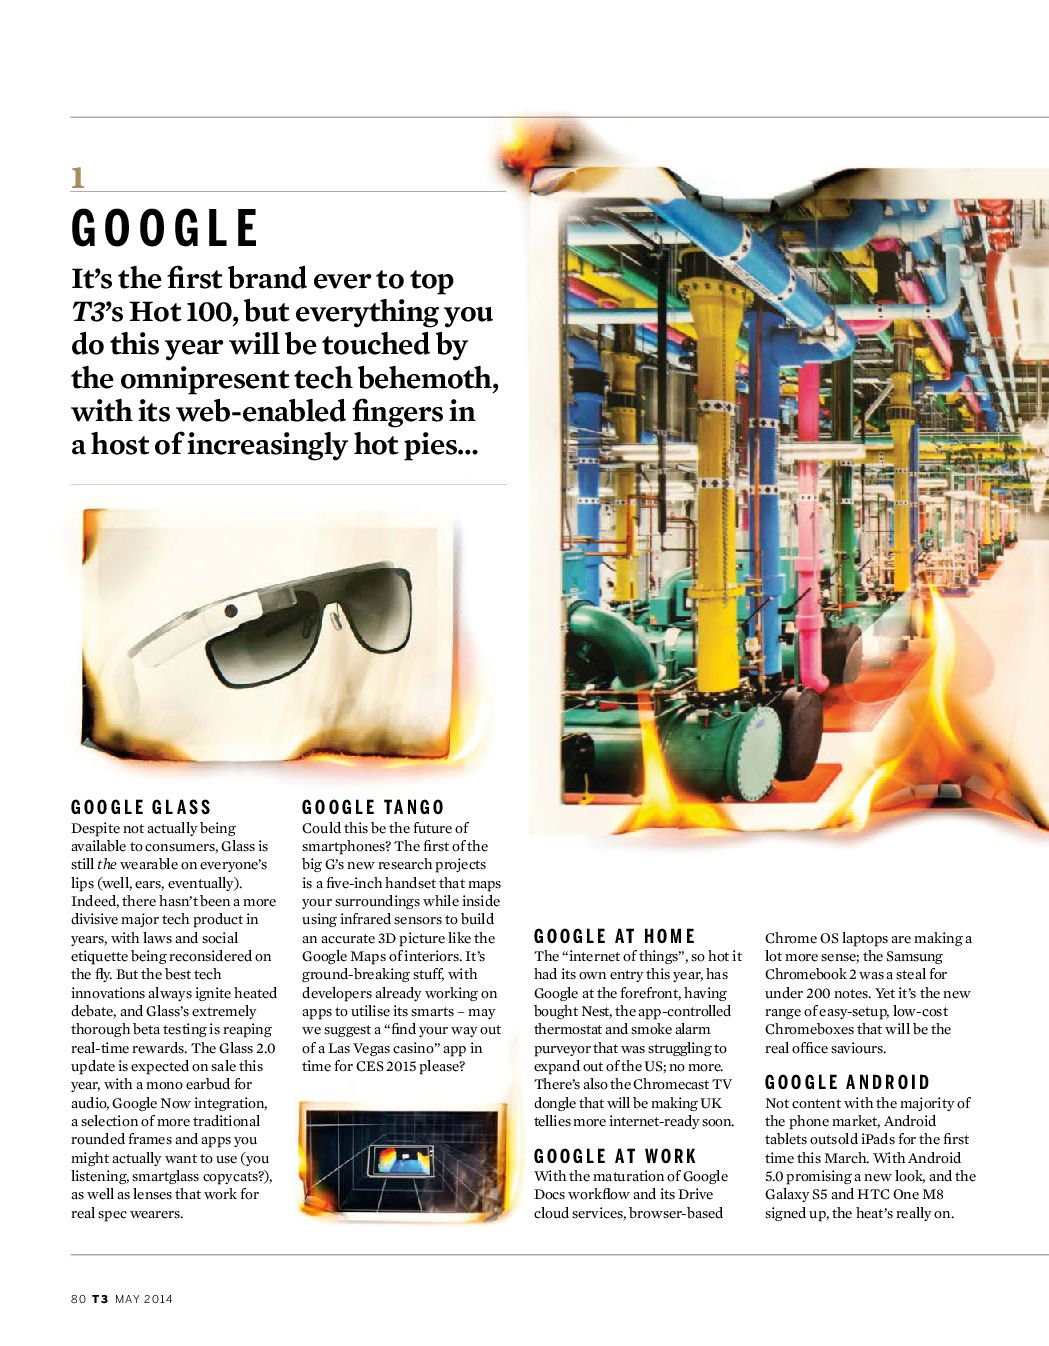 1
GOOGLE
It’s the first brand ever to top
T3’s Hot 100, but everything you
do this year will be touched by
the omnipresent tech behemoth,
with its web-enabled fingers in
a host of increasingly hot pies...
GOOGLE GLASS
Despite not actually being
available to consumers, Glass is
still the wearable on everyone’s
lips (well, ears, eventually).
Indeed, there hasn’t been a more
divisive major tech product in
years, with laws and social
etiquette being reconsidered on
the fly. But the best tech
innovations always ignite heated
debate, and Glass’s extremely
thorough beta testing is reaping
real-time rewards. The Glass 2.0
update is expected on sale this
year, with a mono earbud for
audio, Google Now integration,
a selection of more traditional
rounded frames and apps you
might actually want to use (you
listening, smartglass copycats?),
as well as lenses that work for
real spec wearers.
GOOGLE TANGO
Could this be the future of
smartphones? The first of the
big G’s new research projects
is a five-inch handset that maps
your surroundings while inside
using infrared sensors to build
an accurate 3D picture like the
Google Maps of interiors. It’s
ground-breaking stuff, with
developers already working on
apps to utilise its smarts – may
we suggest a “find your way out
of a Las Vegas casino” app in
time for CES 2015 please?
GOOGLE AT HOME
The “internet of things”, so hot it
had its own entry this year, has
Google at the forefront, having
bought Nest, the app-controlled
thermostat and smoke alarm
purveyor that was struggling to
expand out of the US; no more.
There’s also the Chromecast TV
dongle that will be making UK
tellies more internet-ready soon.
GOOGLE AT WORK
With the maturation of Google
Docs workflow and its Drive
cloud services, browser-based
Chrome OS laptops are making a
lot more sense; the Samsung
Chromebook 2 was a steal for
under 200 notes. Yet it’s the new
range of easy-setup, low-cost
Chromeboxes that will be the
real office saviours.
GOOGLE ANDROID
Not content with the majority of
the phone market, Android
tablets outsold iPads for the first
time this March. With Android
5.0 promising a new look, and the
Galaxy S5 and HTC One M8
signed up, the heat’s really on.
80 T3 MAY 2014